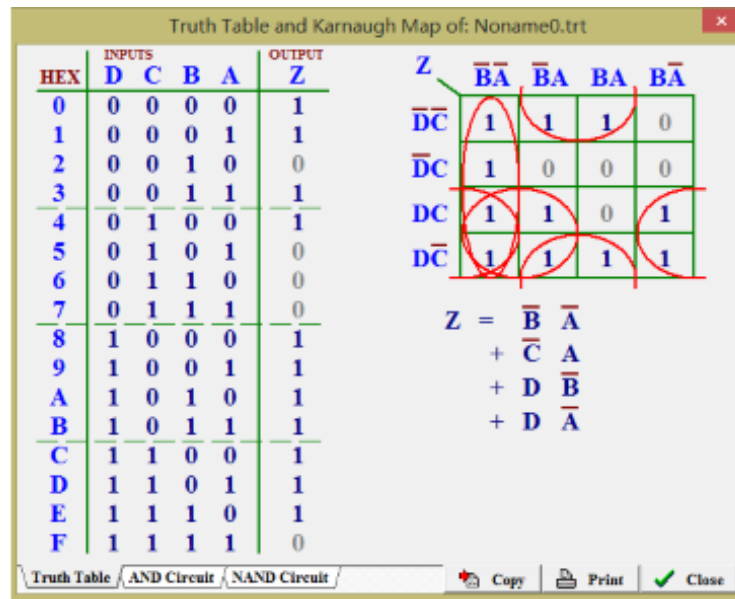 Truth Table and Karnaugh Map of: Noname0.trt
×
INPUTS OUTPUT
HEX D C B A Z
0 0 0 0 0 1
1 0 0 0 1 1
2 0 0 1 0 0
3 0 0 1 1 1
4 0 1 0 0 1
5 0 1 0 1 0
6 0 1 1 0 0
7 0 1 1 1 0
8 1 0 0 0 1
9 1 0 0 1 1
A 1 0 1 0 1
B 1 0 1 1 1
C 1 1 0 0 1
D 1 1 0 1 1
E 1 1 1 0 1
F 1 1 1 1 0
Z B̅A̅ B̅A BA BA̅
D̅C̅ 1 1 1 0
D̅C 1 0 0 0
DC 1 1 0 1
DC̅ 1 1 1 1
Z = B̅ A̅
+ C̅ A
+ D B̅
+ D A̅
Truth Table AND Circuit NAND Circuit Copy Print Close